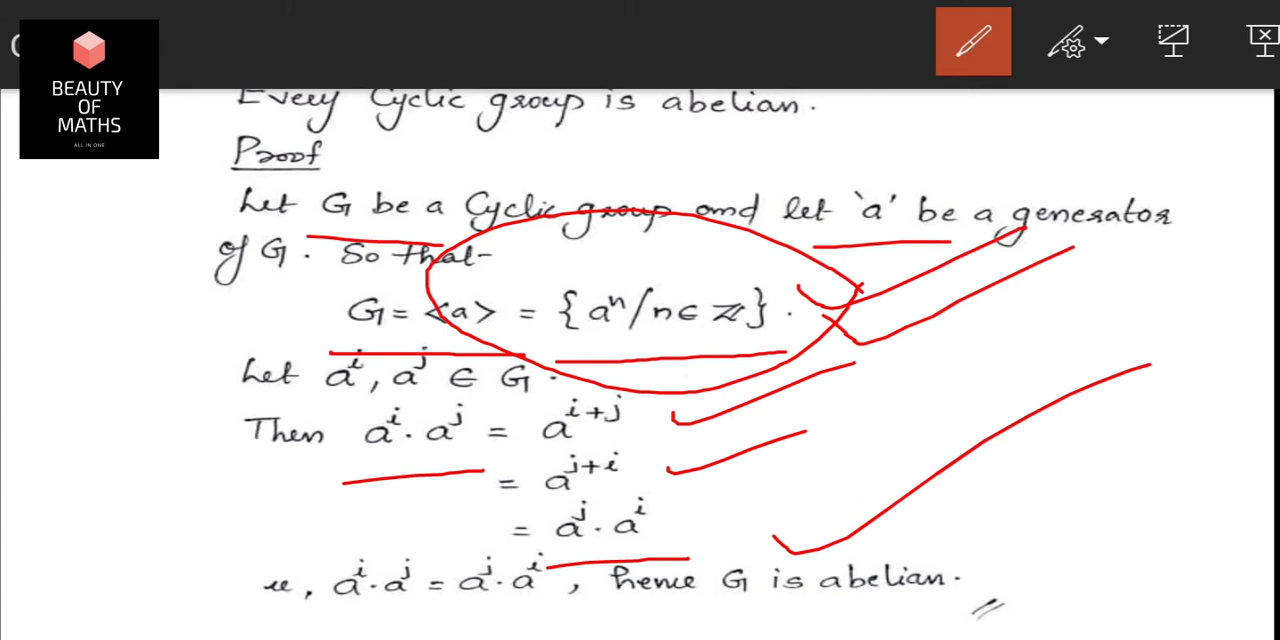 BEAUTY
OF
MATHS
ALL IN ONE
Every Cyclic group is abelian.
Proof
Let G be a Cyclic group and let 'a' be a generator
of G. So that
G = <a> = {aⁿ/n∈ℤ}.
Let aⁱ, aʲ ∈ G.
Then aⁱ.aʲ = aⁱ⁺ʲ
= aʲ⁺ⁱ
= aʲ.aⁱ
ie, aⁱ.aʲ = aʲ.aⁱ, hence G is abelian.